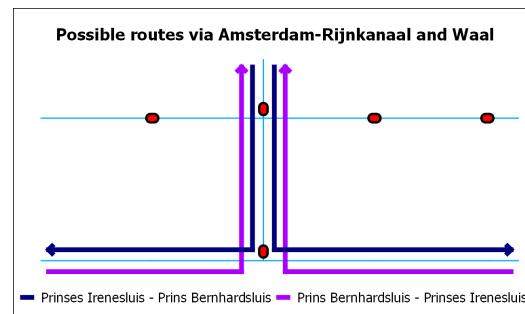 Possible routes via Amsterdam-Rijnkanaal and Waal
Prinses Irenesluis - Prins Bernhardsluis Prins Bernhardsluis - Prinses Irenesluis